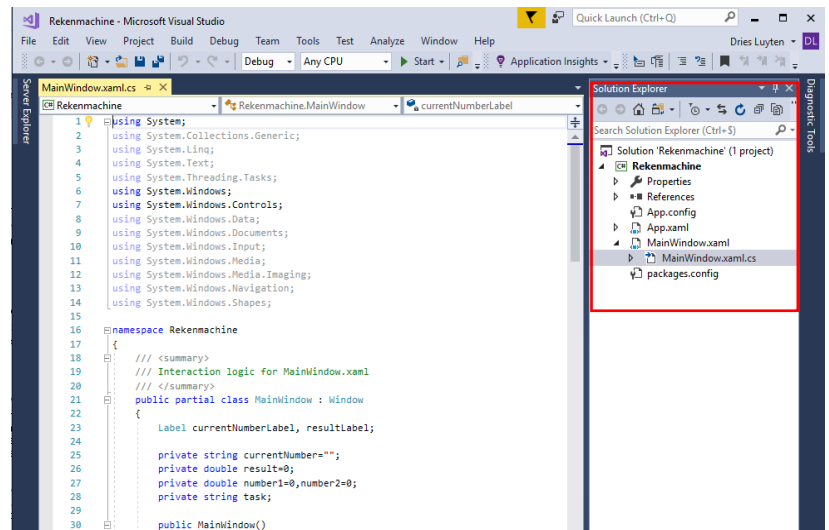 Rekenmachine - Microsoft Visual Studio
Quick Launch (Ctrl+Q)
File Edit View Project Build Debug Team Tools Test Analyze Window Help
Dries Luyten DL
Debug Any CPU Start Application Insights
Server Explorer
MainWindow.xaml.cs
C# Rekenmachine Rekenmachine.MainWindow currentNumberLabel
1 using System;
2 using System.Collections.Generic;
3 using System.Linq;
4 using System.Text;
5 using System.Threading.Tasks;
6 using System.Windows;
7 using System.Windows.Controls;
8 using System.Windows.Data;
9 using System.Windows.Documents;
10 using System.Windows.Input;
11 using System.Windows.Media;
12 using System.Windows.Media.Imaging;
13 using System.Windows.Navigation;
14 using System.Windows.Shapes;
15
16 namespace Rekenmachine
17 {
18 /// <summary>
19 /// Interaction logic for MainWindow.xaml
20 /// </summary>
21 public partial class MainWindow : Window
22 {
23 Label currentNumberLabel, resultLabel;
24
25 private string currentNumber="";
26 private double result=0;
27 private double number1=0,number2=0;
28 private string task;
29
30 public MainWindow()
Solution Explorer
Search Solution Explorer (Ctrl+$)
Solution 'Rekenmachine' (1 project)
C# Rekenmachine
Properties
References
App.config
App.xaml
MainWindow.xaml
MainWindow.xaml.cs
packages.config
Diagnostic Tools